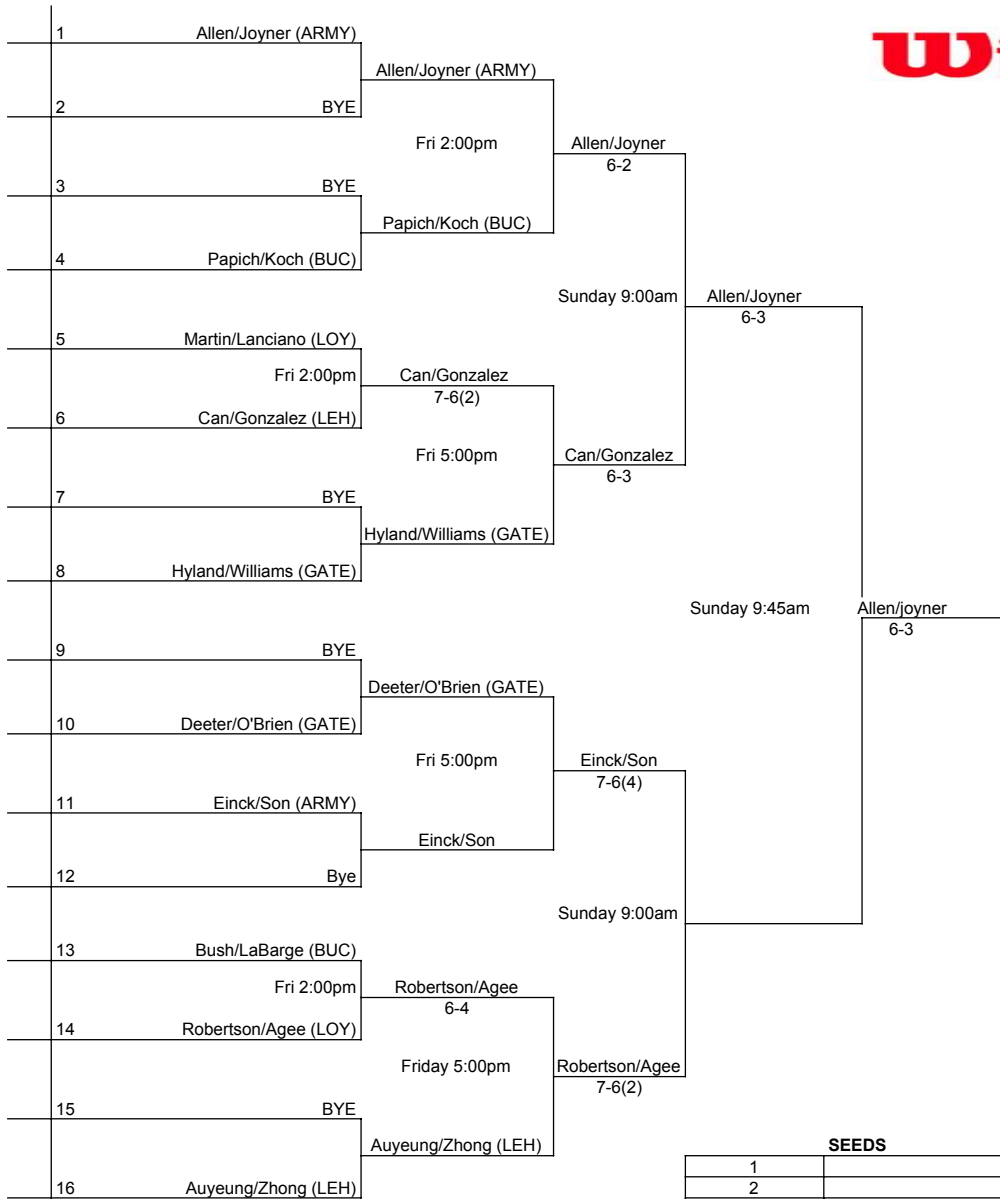 1 Allen/Joyner (ARMY)
Allen/Joyner (ARMY)
2 BYE
Fri 2:00pm
Allen/Joyner
6-2
3 BYE
Papich/Koch (BUC)
4 Papich/Koch (BUC)
Sunday 9:00am
Allen/Joyner
6-3
5 Martin/Lanciano (LOY)
Fri 2:00pm
Can/Gonzalez
7-6(2)
6 Can/Gonzalez (LEH)
Fri 5:00pm
Can/Gonzalez
6-3
7 BYE
Hyland/Williams (GATE)
8 Hyland/Williams (GATE)
Sunday 9:45am
Allen/joyner
6-3
9 BYE
Deeter/O'Brien (GATE)
10 Deeter/O'Brien (GATE)
Fri 5:00pm
Einck/Son
7-6(4)
11 Einck/Son (ARMY)
Einck/Son
12 Bye
Sunday 9:00am
13 Bush/LaBarge (BUC)
Fri 2:00pm
Robertson/Agee
6-4
14 Robertson/Agee (LOY)
Friday 5:00pm
Robertson/Agee
7-6(2)
15 BYE
Auyeung/Zhong (LEH)
16 Auyeung/Zhong (LEH)
SEEDS
1
2